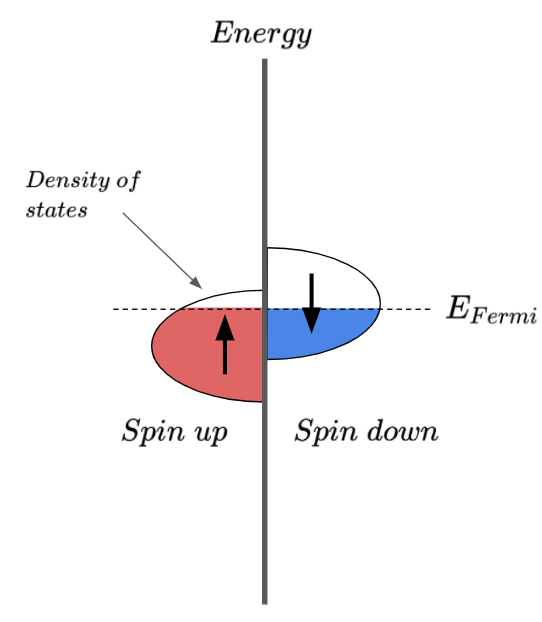 Energy
Density of
states
E_Fermi
Spin up
Spin down